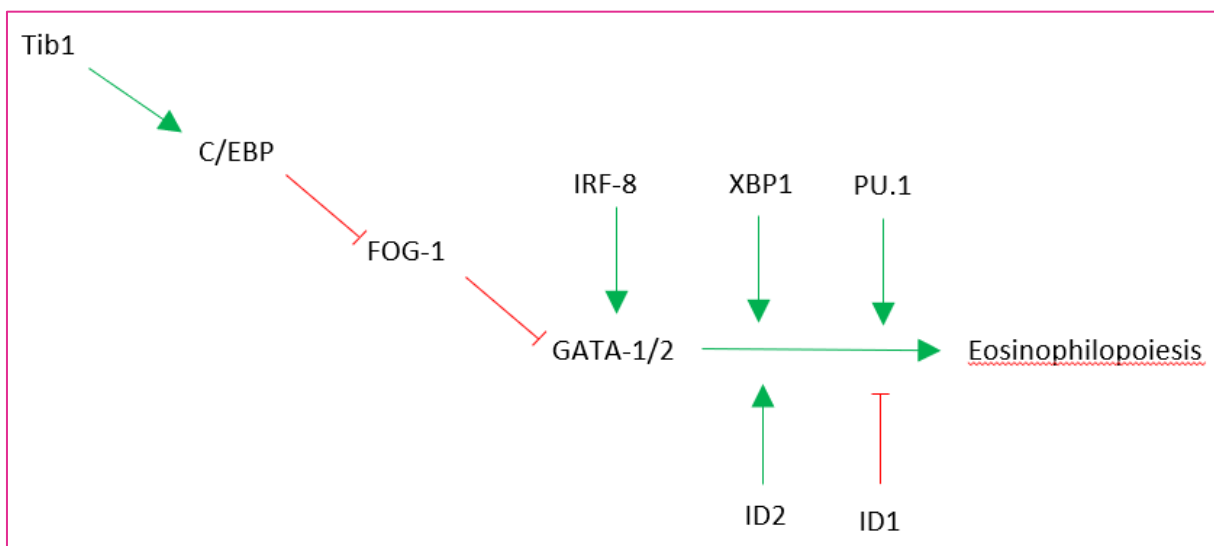 Tib1
C/EBP
IRF-8 XBP1 PU.1
FOG-1
GATA-1/2 Eosinophilopoiesis
ID2 ID1